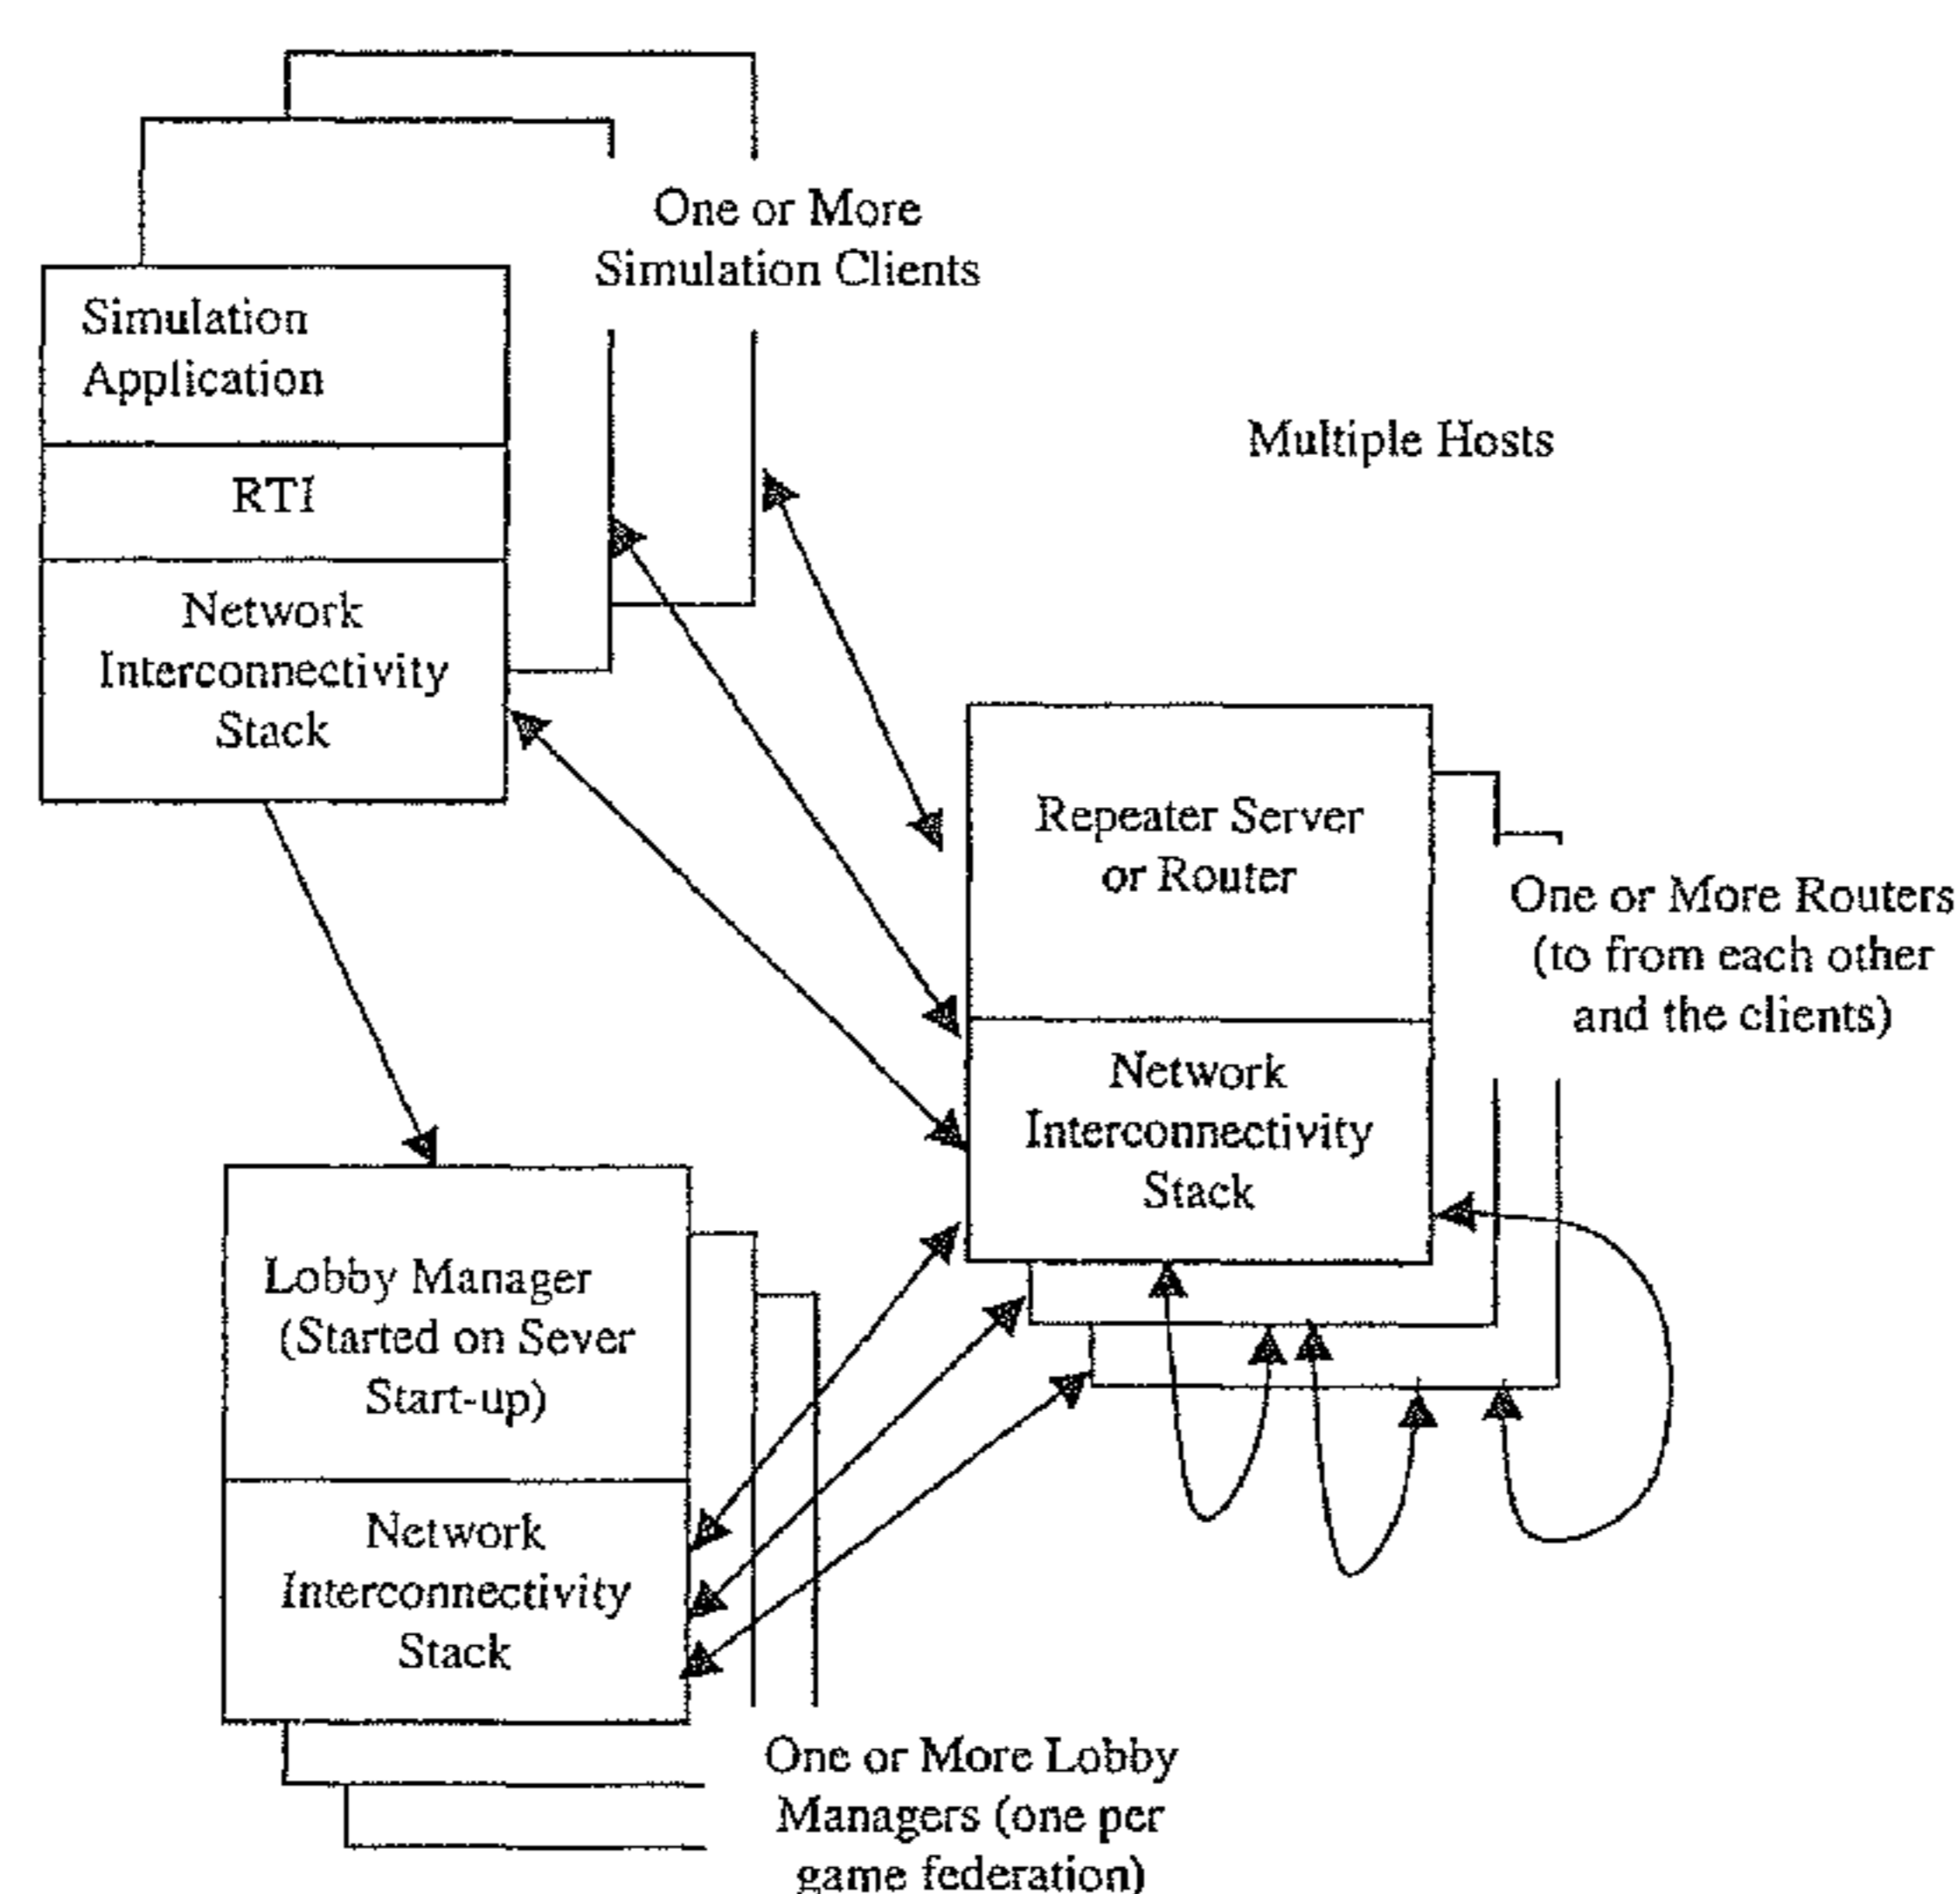 One or More
Simulation Clients
Simulation
Application
RTI
Network
Interconnectivity
Stack
Multiple Hosts
Repeater Server
or Router
Network
Interconnectivity
Stack
One or More Routers
(to from each other
and the clients)
Lobby Manager
(Started on Sever
Start-up)
Network
Interconnectivity
Stack
One or More Lobby
Managers (one per
game federation)